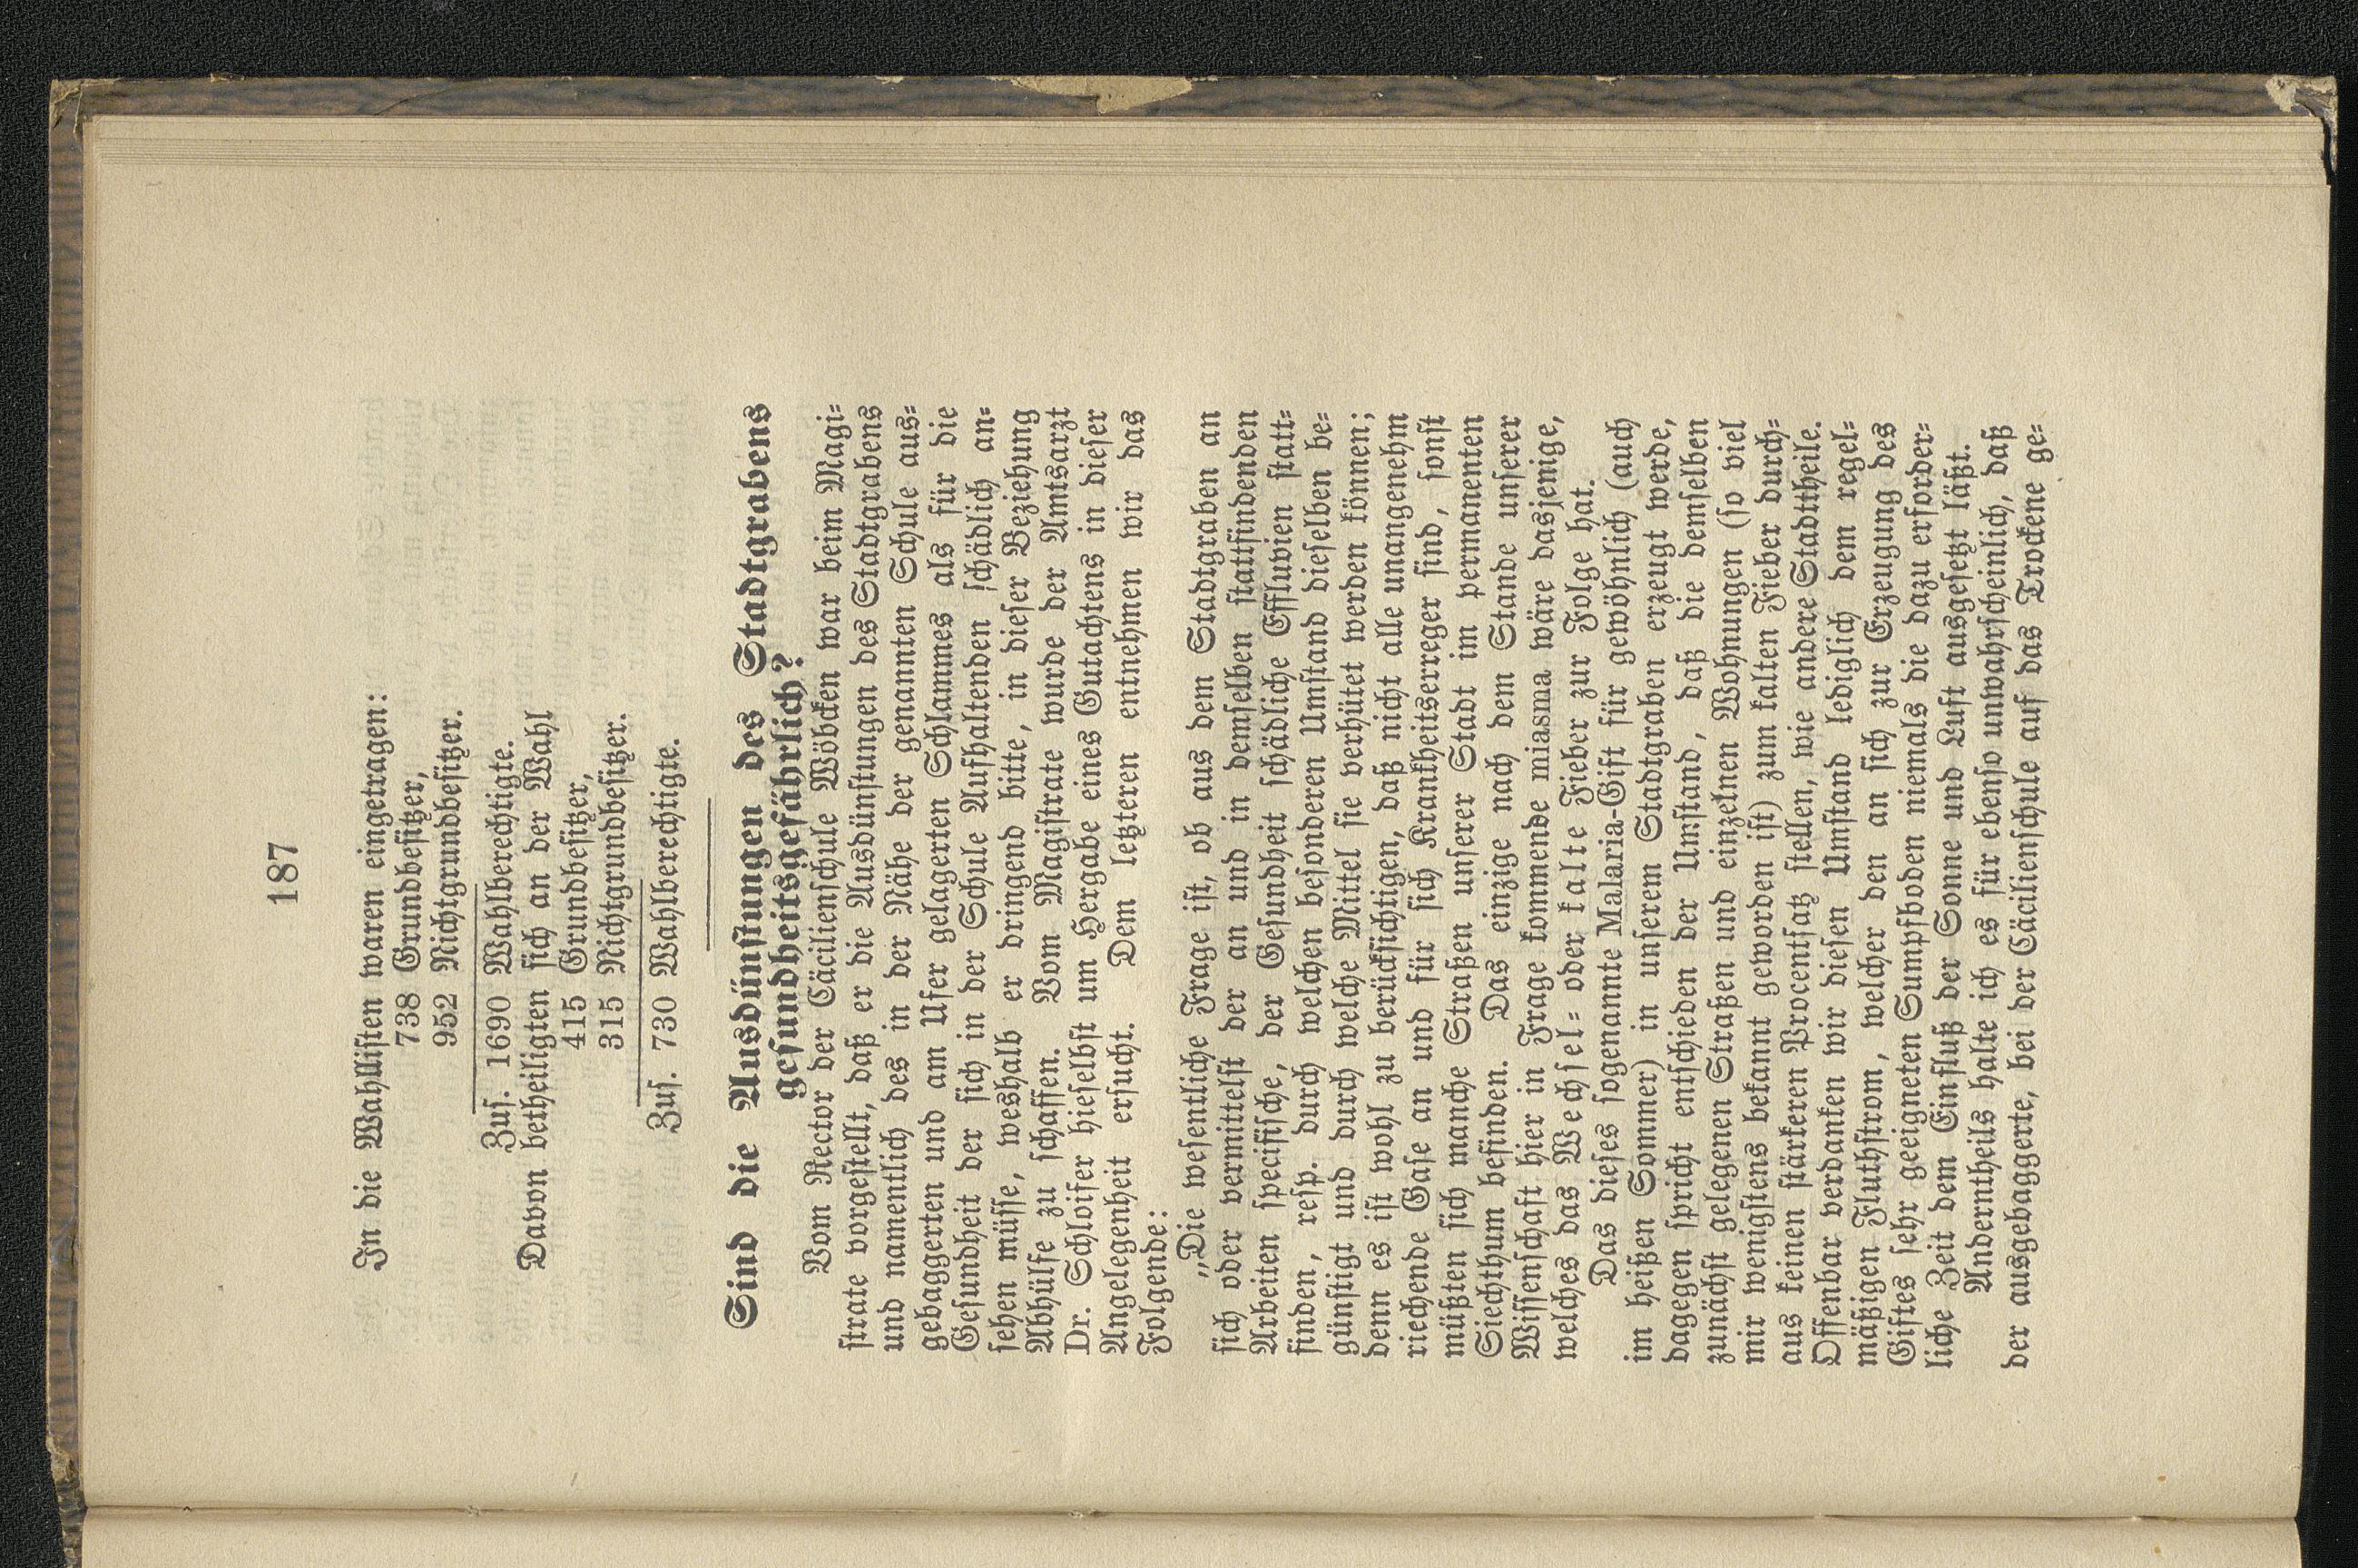 187
In die Wahllisten waren eingetragen:
738 Grundbesitzer,
952 Nichtgrundbesitzer.
Zus. 1690 Wahlberechtigte.
Davon betheiligten sich an der Wahl
415 Grundbesitzer,
315 Nichtgrundbesitzer.
Zus. 730 Wahlberechtigte.
Sind die Ausdünstungen des Stadtgrabens
gesundheitsgefährlich?
Vom Rector der Cäcilienschule Wöbcken war beim Magi-
strate vorgestellt, daß er die Ausdünstungen des Stadtgrabens
und namentlich des in der Nähe der genannten Schule aus-
gebaggerten und am Ufer gelagerten Schlammes als für die
Gesundheit der sich in der Schule Aufhaltenden schädlich an-
sehen müsse, weshalb er dringend bitte, in dieser Beziehung
Abhülfe zu schaffen. Vom Magistrate wurde der Amtsarzt
Dr. Schloifer hieselbst um Hergabe eines Gutachtens in dieser
Angelegenheit ersucht. Dem letzteren entnehmen wir das
Folgende:
„Die wesentliche Frage ist, ob aus dem Stadtgraben an
sich oder vermittelst der an und in demselben stattfindenden
Arbeiten specifische, der Gesundheit schädliche Effluvien statt-
finden, resp. durch welchen besonderen Umstand dieselben be-
günstigt und durch welche Mittel sie verhütet werden können;
denn es ist wohl zu berücksichtigen, daß nicht alle unangenehm
riechende Gase an und für sich Krankheitserreger sind, sonst
müßten sich manche Straßen unserer Stadt im permanenten
Siechthum befinden. Das einzige nach dem Stande unserer
Wissenschaft hier in Frage kommende miasma wäre dasjenige,
welches das Wechsel- oder kalte Fieber zur Folge hat.
Das dieses sogenannte Malaria-Gift für gewöhnlich (auch
im heißen Sommer) in unserem Stadtgraben erzeugt werde,
dagegen spricht entschieden der Umstand, daß die demselben
zunächst gelegenen Straßen und einzelnen Wohnungen (so viel
mir wenigstens bekannt geworden ist) zum kalten Fieber durch-
aus keinen stärkeren Procentsatz stellen, wie andere Stadttheile.
Offenbar verdanken wir diesen Umstand lediglich dem regel-
mäßigen Fluthstrom, welcher den an sich zur Erzeugung des
Giftes sehr geeigneten Sumpfboden niemals die dazu erforder-
liche Zeit dem Einfluß der Sonne und Luft ausgesetzt läßt.
Anderntheils halte ich es für ebenso unwahrscheinlich, daß
der ausgebaggerte, bei der Cäcilienschule auf das Trockene ge-